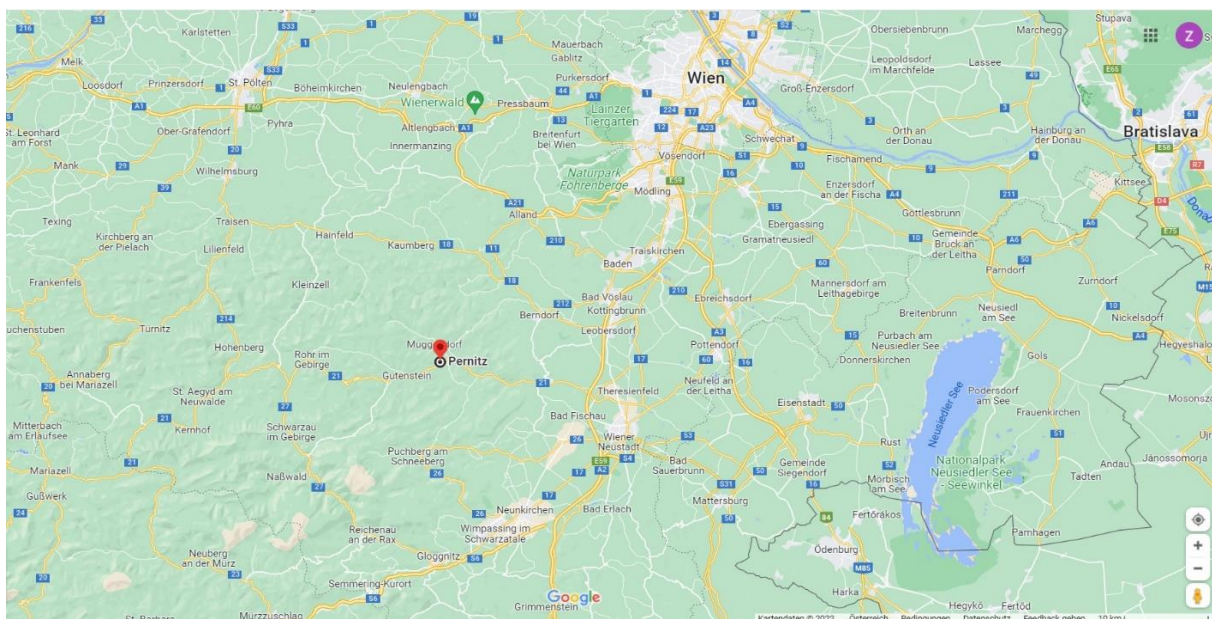 Karlstetten
Mauerbach
Gablitz
Obersiebenbrunn
Marchegg
Stupava
Z
Melk
Loosdorf
Prinzersdorf
St. Pölten
Böheimkirchen
Neulengbach
Purkersdorf
Wien
Leopoldsdorf
im Marchfelde
Lassee
Wienerwald
Pressbaum
Lainzer
Tiergarten
Groß-Enzersdorf
St. Leonhard
am Forst
Ober-Grafendorf
Pyhra
Altlengbach
Innermanzing
Breitenfurt
bei Wien
Schwechat
Orth an
der Donau
Hainburg an
der Donau
Bratislava
Mank
Wilhelmsburg
Naturpark
Föhrenberge
Vösendorf
Mödling
Fischamend
Enzersdorf
an der Fischa
Kittsee
Texing
Kirchberg an
der Pielach
Traisen
Lilienfeld
Hainfeld
Kaumberg
Alland
Ebergassing
Gramatneusiedl
Göttlesbrunn
Gemeinde
Bruck an
der Leitha
Traiskirchen
Baden
Parndorf
Frankenfels
Kleinzell
Bad Vöslau
Kottingbrunn
Ebreichsdorf
Mannersdorf am
Leithagebirge
Zurndorf
Neusiedl
am See
Nickelsdorf
Türnitz
Hohenberg
Berndorf
Leobersdorf
Pottendorf
Breitenbrunn
Purbach am
Neusiedler See
Donnerskirchen
Gols
Hegyeshalom
Annaberg
bei Mariazell
St. Aegyd am
Neuwalde
Rohr im
Gebirge
Gutenstein
Pernitz
Theresienfeld
Neufeld an
der Leitha
Eisenstadt
Neusiedler See
Podersdorf
am See
Frauenkirchen
Mitterbach
am Erlaufsee
Kernhof
Schwarzau
im Gebirge
Bad Fischau
Wiener
Neustadt
Rust
Mariazell
Naßwald
Puchberg am
Schneeberg
Bad
Sauerbrunn
Gemeinde
Siegendorf
Mörbisch
am See
Nationalpark
Neusiedler See
- Seewinkel
Andau
Tadten
Jánossomorja
Gußwerk
Mattersburg
Reichenau
an der Rax
Neunkirchen
Wimpassing im
Schwarzatale
Bad Erlach
Fertőrákos
Pamhagen
Neuberg
an der Mürz
Gloggnitz
Ödenburg
Semmering-Kurort
Google
Grimmenstein
Harka
Hegykő
Fertőd
Mürzzuschlag
Kartendaten © 2022 Österreich Bedingungen Datenschutz Feedback geben 10 km